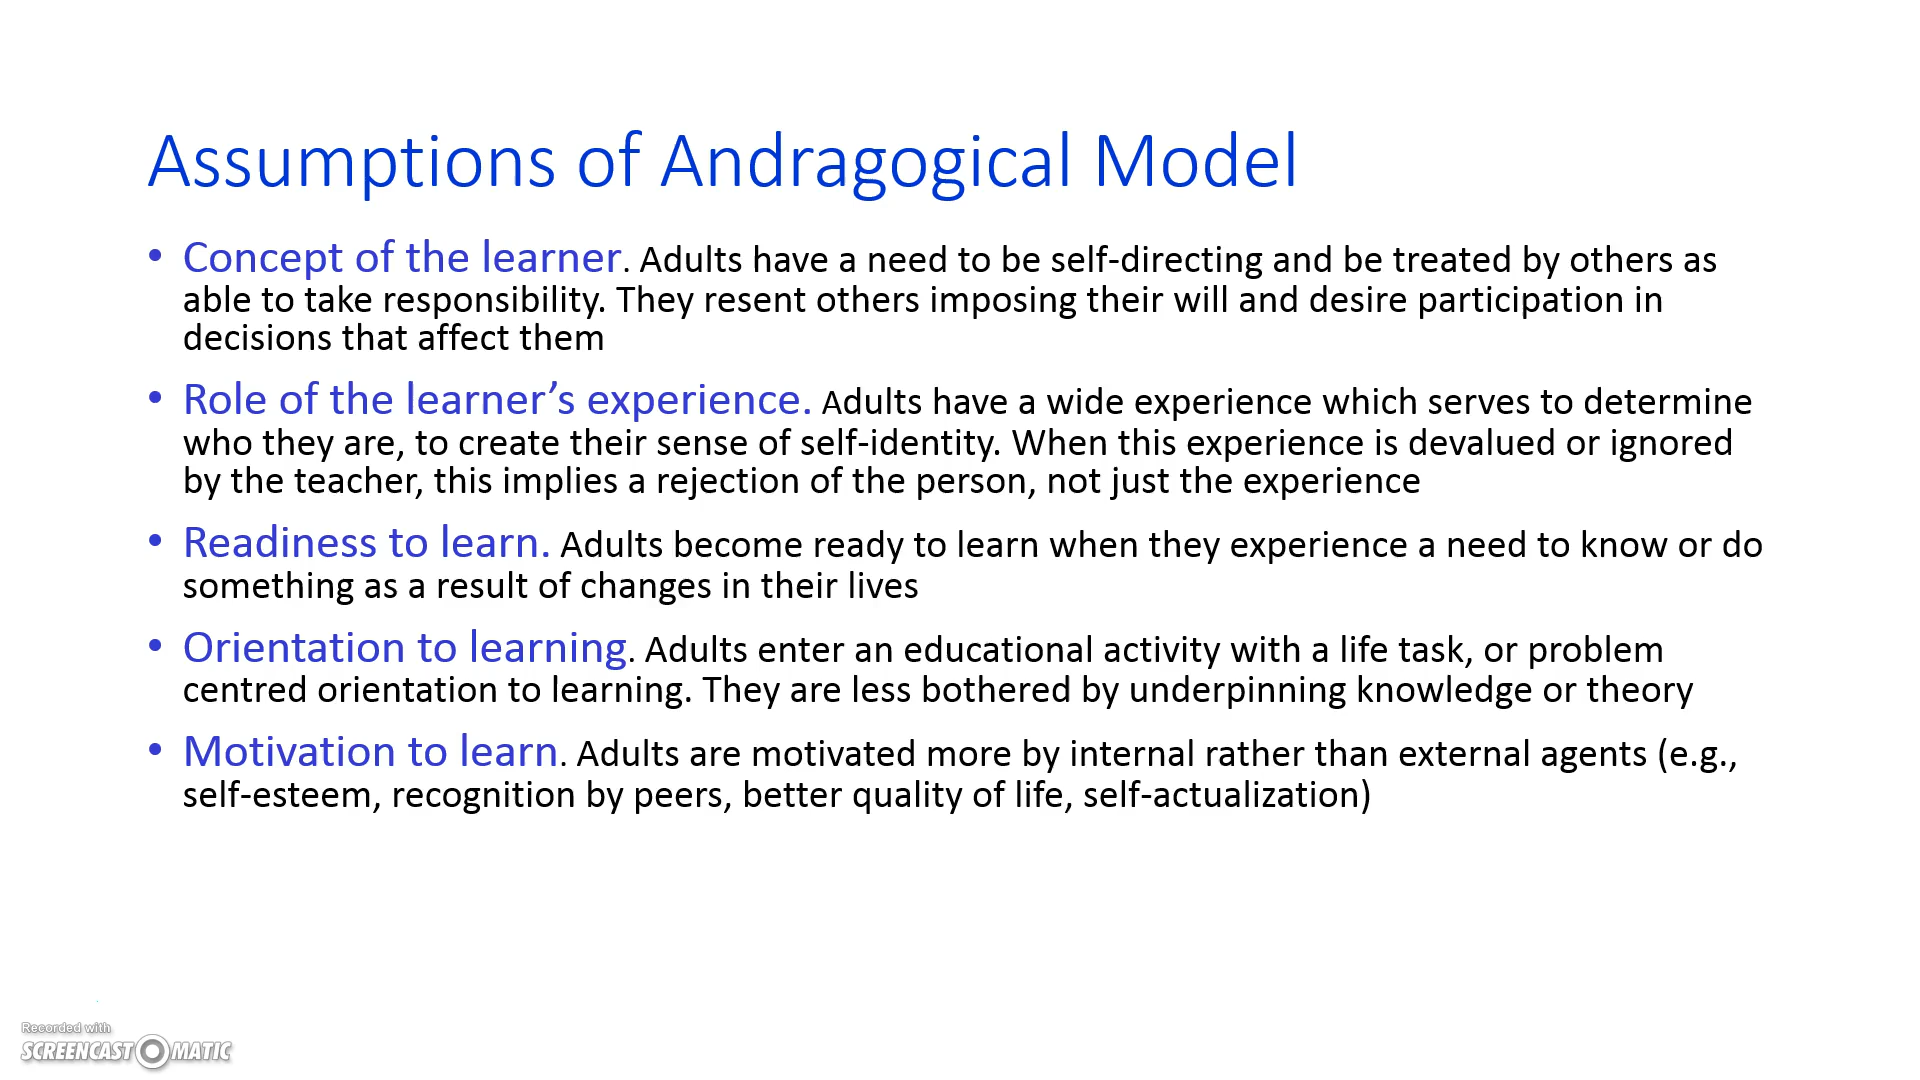 Assumptions of Andragogical Model
• Concept of the learner. Adults have a need to be self-directing and be treated by others as
able to take responsibility. They resent others imposing their will and desire participation in
decisions that affect them
• Role of the learner’s experience. Adults have a wide experience which serves to determine
who they are, to create their sense of self-identity. When this experience is devalued or ignored
by the teacher, this implies a rejection of the person, not just the experience
• Readiness to learn. Adults become ready to learn when they experience a need to know or do
something as a result of changes in their lives
• Orientation to learning. Adults enter an educational activity with a life task, or problem
centred orientation to learning. They are less bothered by underpinning knowledge or theory
• Motivation to learn. Adults are motivated more by internal rather than external agents (e.g.,
self-esteem, recognition by peers, better quality of life, self-actualization)
Recorded with
SCREENCAST-O-MATIC